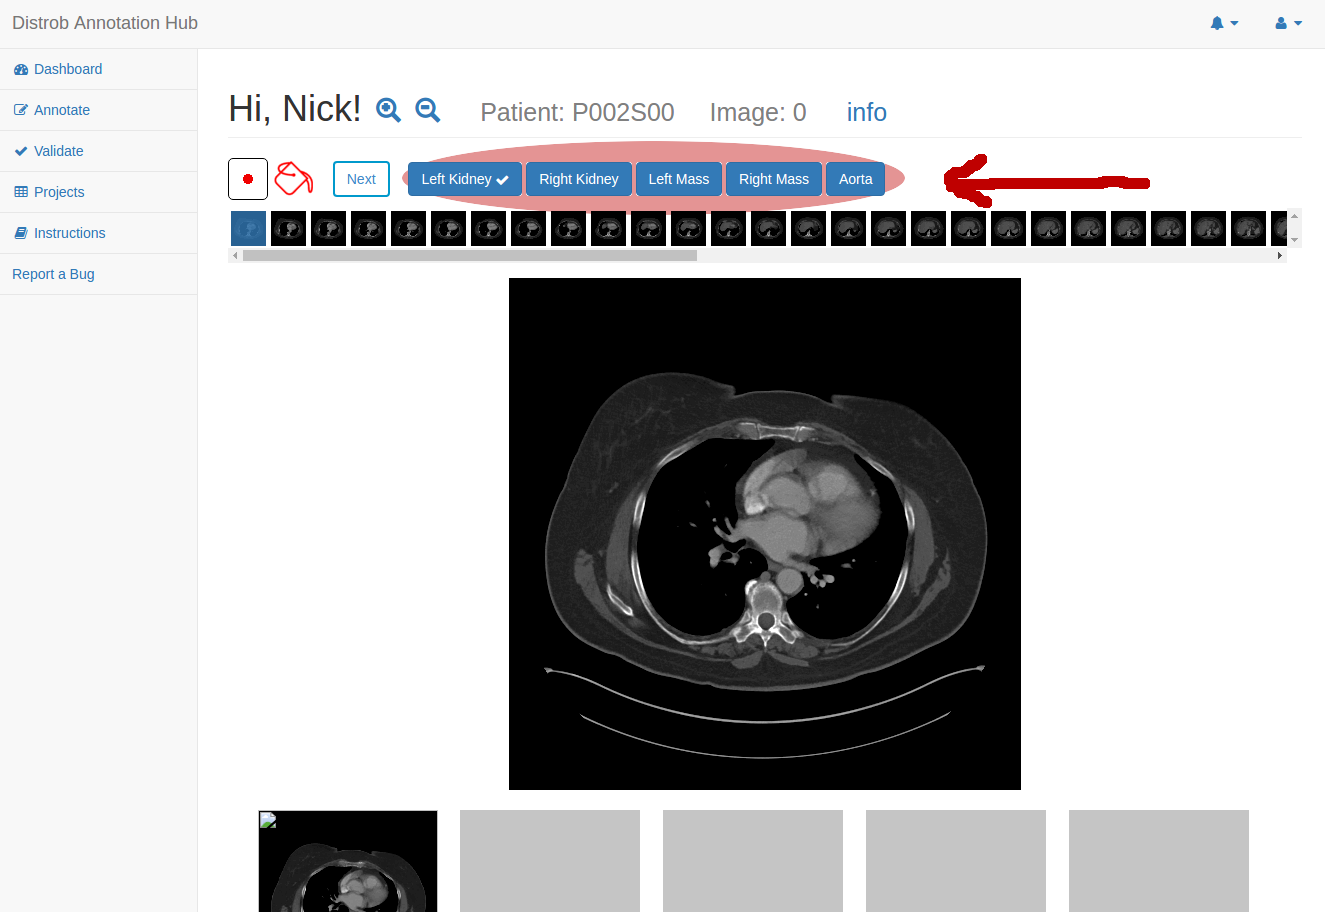 Distrob Annotation Hub
Dashboard
Annotate
Validate
Projects
Instructions
Report a Bug
Hi, Nick! Patient: P002S00 Image: 0 info
Next Left Kidney Right Kidney Left Mass Right Mass Aorta